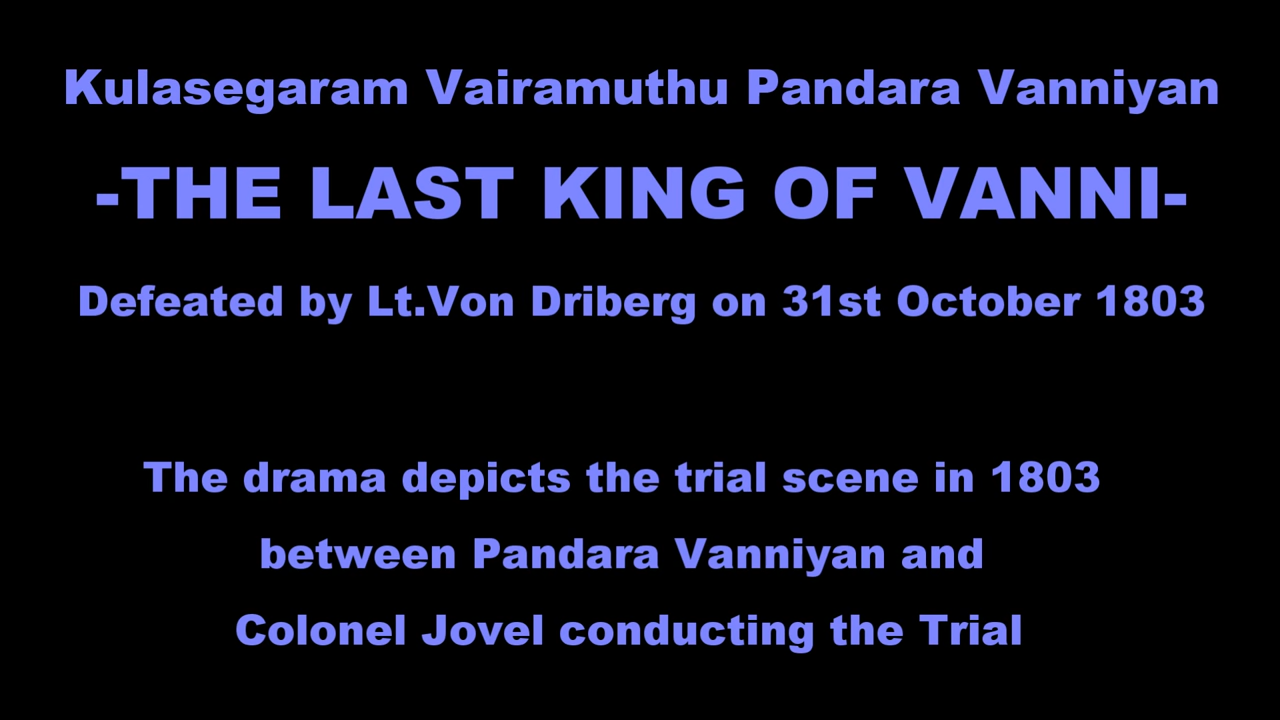 Kulasegaram Vairamuthu Pandara Vanniyan
-THE LAST KING OF VANNI-
Defeated by Lt.Von Driberg on 31st October 1803
The drama depicts the trial scene in 1803
between Pandara Vanniyan and
Colonel Jovel conducting the Trial